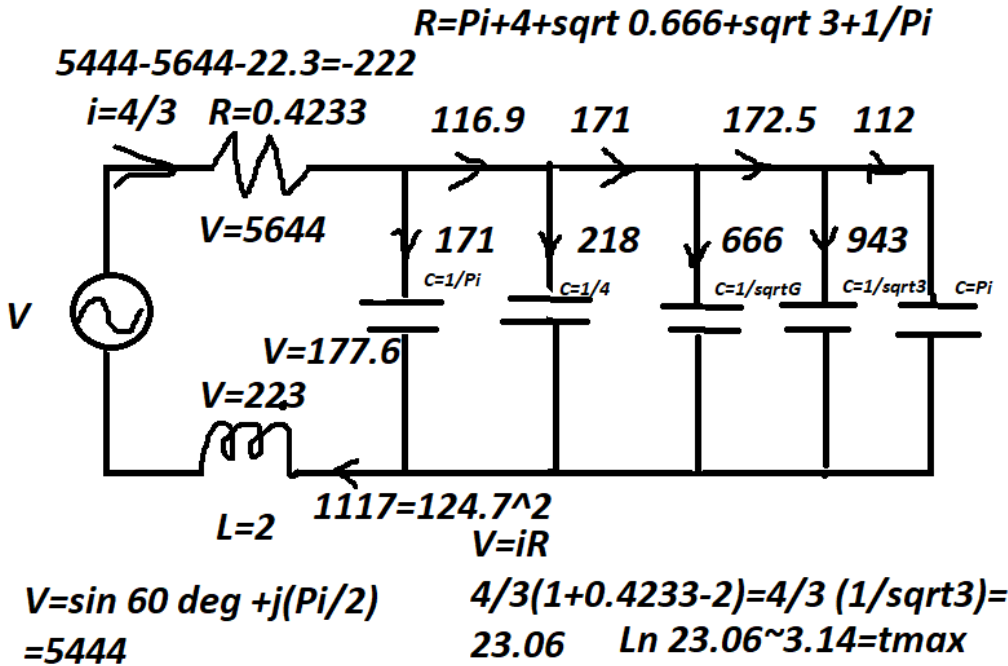 R=Pi+4+sqrt 0.666+sqrt 3+1/Pi
5444-5644-22.3=-222
i=4/3 R=0.4233 116.9 171 172.5 112
V=5644 171 218 666 943
C=1/Pi C=1/4 C=1/sqrtG C=1/sqrt3 C=Pi
V
V=177.6
V=223
1117=124.7^2
L=2
V=iR
V=sin 60 deg +j(Pi/2)
=5444
4/3(1+0.4233-2)=4/3 (1/sqrt3)=
23.06 Ln 23.06~3.14=tmax